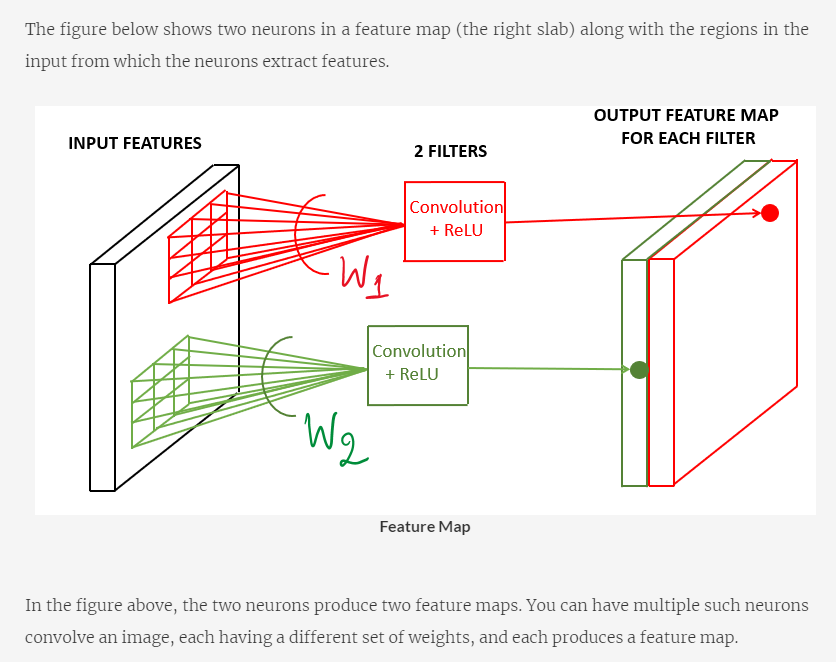 The figure below shows two neurons in a feature map (the right slab) along with the regions in the
input from which the neurons extract features.
INPUT FEATURES
2 FILTERS
OUTPUT FEATURE MAP
FOR EACH FILTER
Convolution
+ ReLU
W1
Convolution
+ ReLU
W2
Feature Map
In the figure above, the two neurons produce two feature maps. You can have multiple such neurons
convolve an image, each having a different set of weights, and each produces a feature map.